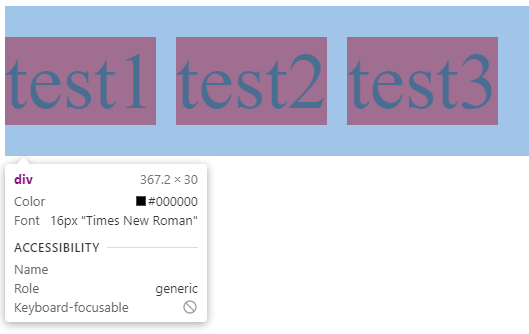 test1 test2 test3
div 367.2 × 30
Color #000000
Font 16px "Times New Roman"
ACCESSIBILITY
Name
Role generic
Keyboard-focusable